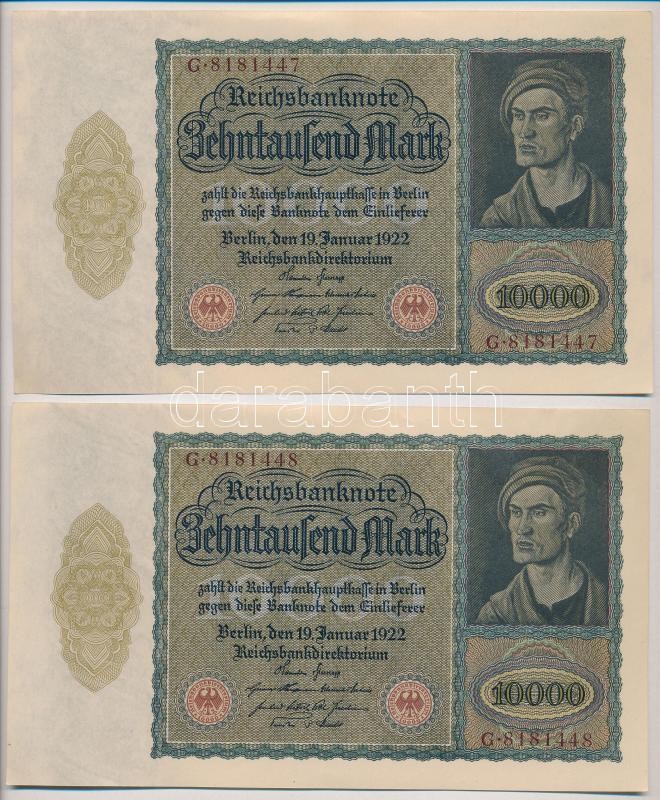 G·8181447
Reichsbanknote
Zehntausend Mark
zahlt die Reichsbankhauptkasse in Berlin
gegen diese Banknote dem Einlieferer
Berlin, den 19. Januar 1922
Reichsbankdirektorium
10000
G·8181447
darabanth
G·8181448
Reichsbanknote
Zehntausend Mark
zahlt die Reichsbankhauptkasse in Berlin
gegen diese Banknote dem Einlieferer
Berlin, den 19. Januar 1922
Reichsbankdirektorium
10000
G·8181448